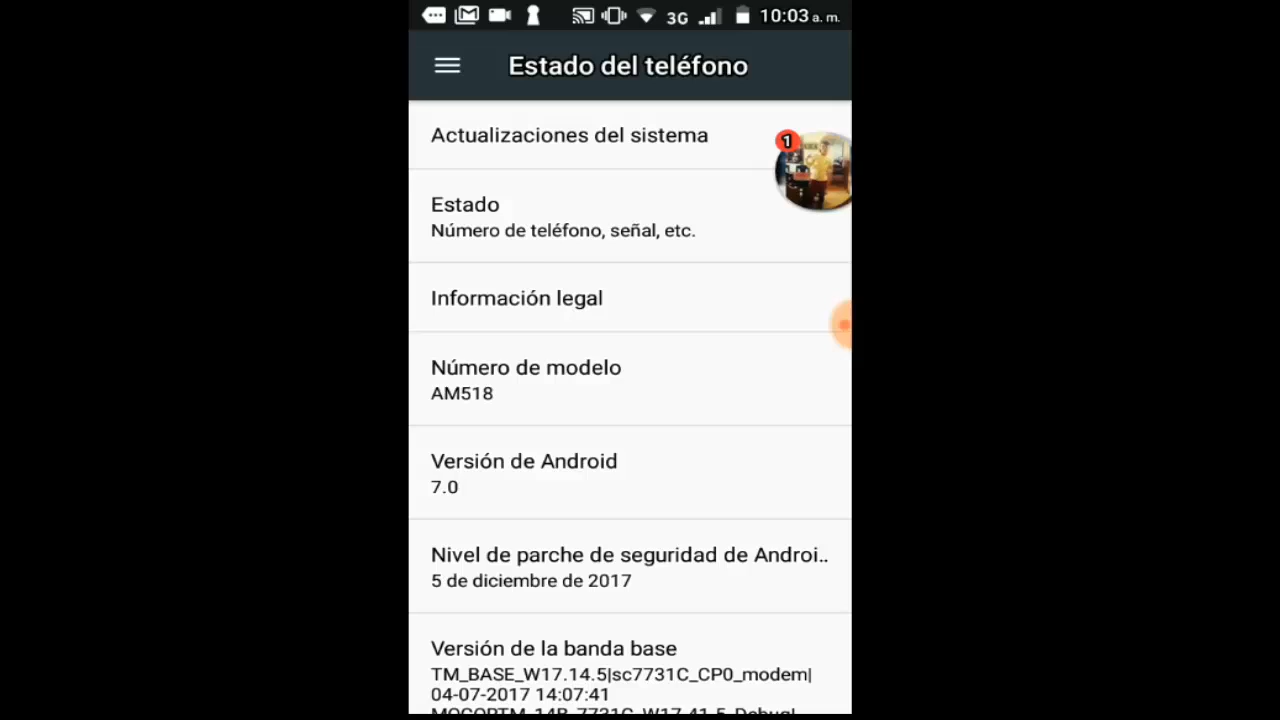 3G 10:03 a. m.
Estado del teléfono
Actualizaciones del sistema
1
Estado
Número de teléfono, señal, etc.
Información legal
Número de modelo
AM518
Versión de Android
7.0
Nivel de parche de seguridad de Androi..
5 de diciembre de 2017
Versión de la banda base
TM_BASE_W17.14.5|sc7731C_CP0_modem|
04-07-2017 14:07:41